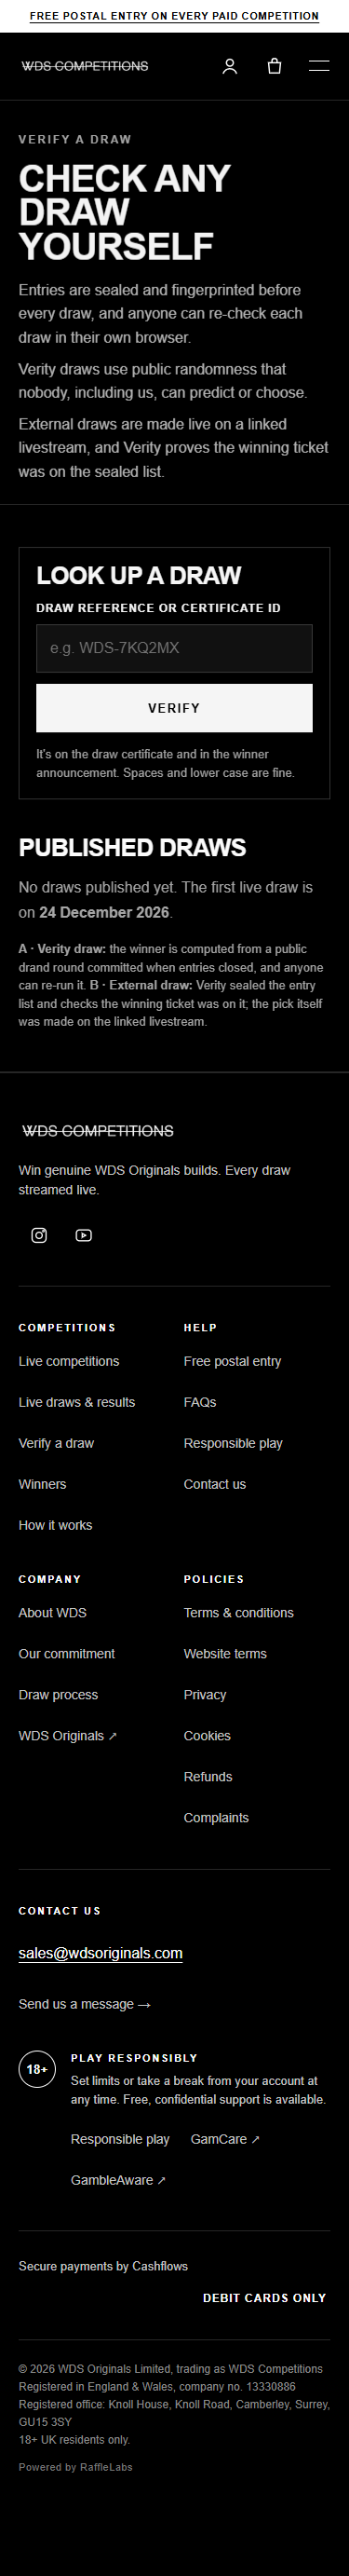 FREE POSTAL ENTRY ON EVERY PAID COMPETITION
WDS COMPETITIONS
VERIFY A DRAW
CHECK ANY
DRAW
YOURSELF
Entries are sealed and fingerprinted before
every draw, and anyone can re-check each
draw in their own browser.
Verity draws use public randomness that
nobody, including us, can predict or choose.
External draws are made live on a linked
livestream, and Verity proves the winning ticket
was on the sealed list.
LOOK UP A DRAW
DRAW REFERENCE OR CERTIFICATE ID
e.g. WDS-7KQ2MX
VERIFY
It's on the draw certificate and in the winner
announcement. Spaces and lower case are fine.
PUBLISHED DRAWS
No draws published yet. The first live draw is
on 24 December 2026.
A · Verity draw: the winner is computed from a public
drand round committed when entries closed, and anyone
can re-run it. B · External draw: Verity sealed the entry
list and checks the winning ticket was on it; the pick itself
was made on the linked livestream.
WDS COMPETITIONS
Win genuine WDS Originals builds. Every draw
streamed live.
COMPETITIONS
Live competitions
Live draws & results
Verify a draw
Winners
How it works
HELP
Free postal entry
FAQs
Responsible play
Contact us
COMPANY
About WDS
Our commitment
Draw process
WDS Originals ↗
POLICIES
Terms & conditions
Website terms
Privacy
Cookies
Refunds
Complaints
CONTACT US
sales@wdsoriginals.com
Send us a message →
18+
PLAY RESPONSIBLY
Set limits or take a break from your account at
any time. Free, confidential support is available.
Responsible play GamCare ↗
GambleAware ↗
Secure payments by Cashflows
DEBIT CARDS ONLY
© 2026 WDS Originals Limited, trading as WDS Competitions
Registered in England & Wales, company no. 13330886
Registered office: Knoll House, Knoll Road, Camberley, Surrey,
GU15 3SY
18+ UK residents only.
Powered by RaffleLabs